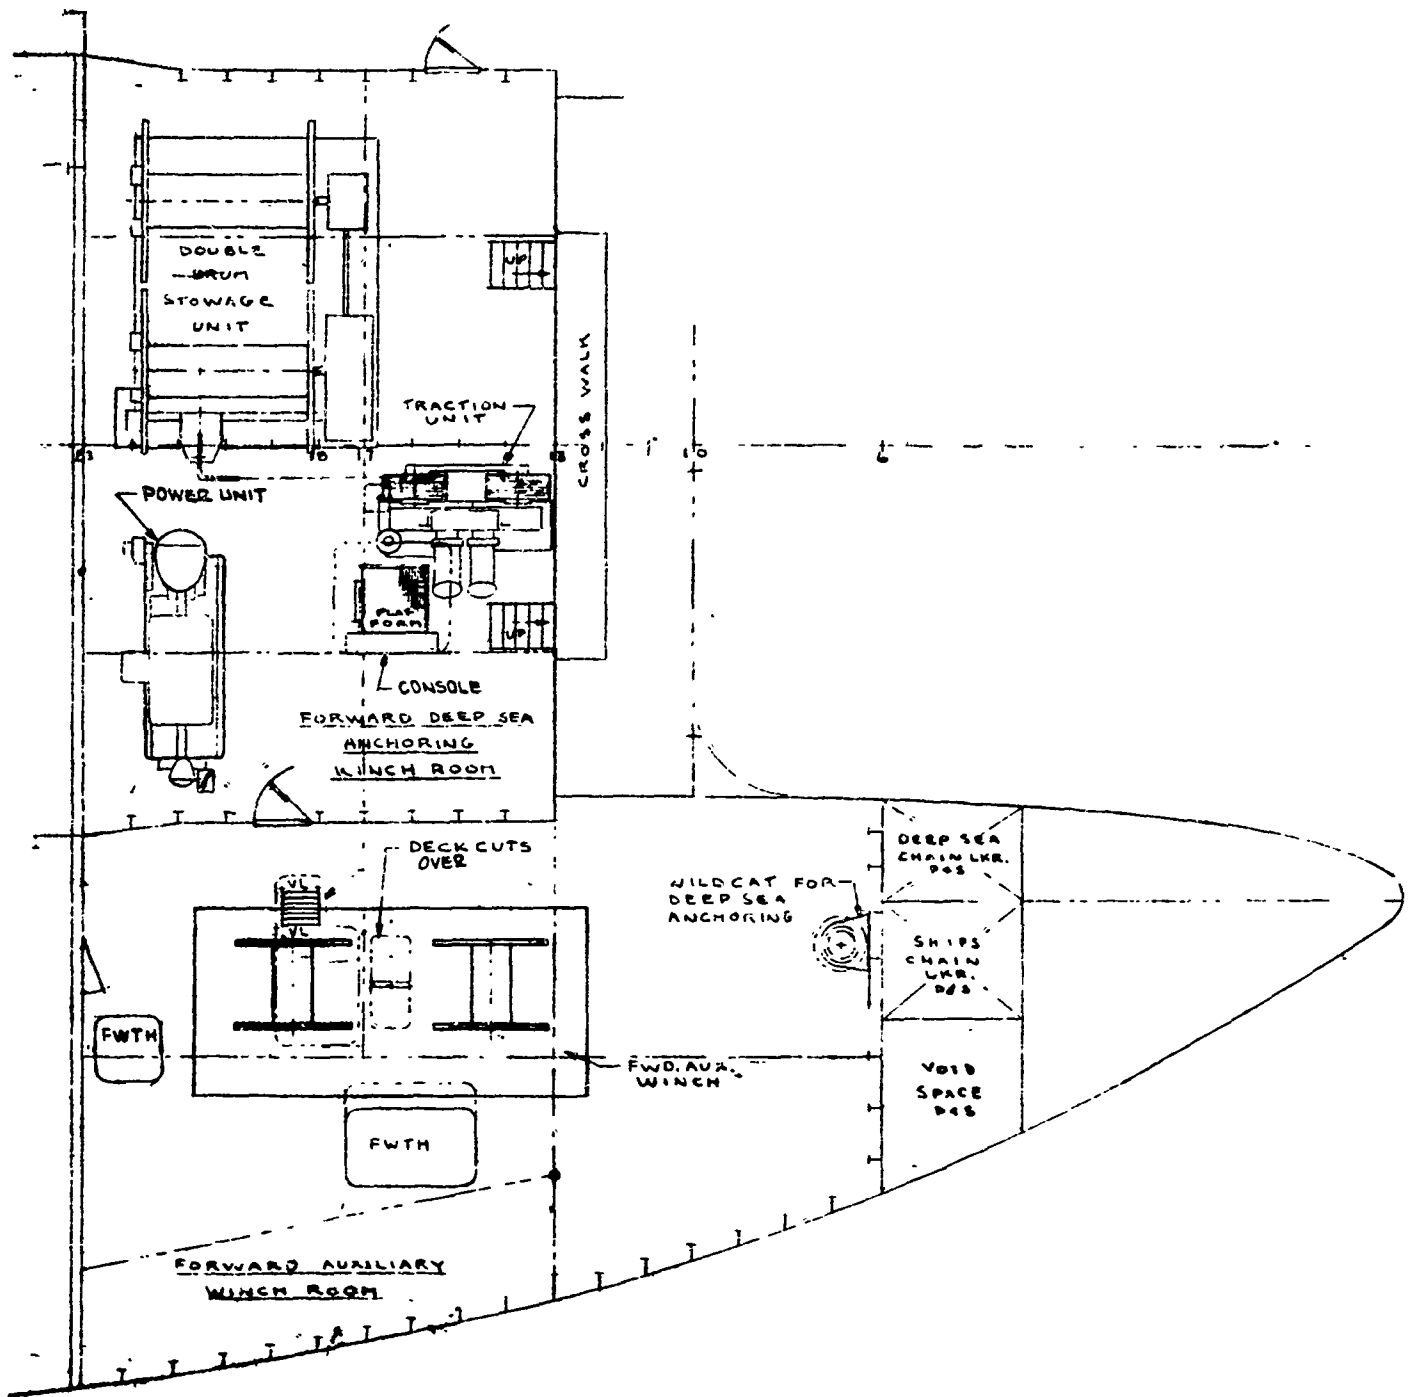 DOUBLE
DRUM
STOWAGE
UNIT
UP
CROSS WALK
TRACTION
UNIT
10
6
POWER UNIT
PLAT
FORM
UP
CONSOLE
FORWARD DEEP SEA
ANCHORING
WINCH ROOM
DECK CUTS
OVER
VL
VL
WILDCAT FOR
DEEP SEA
ANCHORING
DEEP SEA
CHAIN LKR.
P&S
SHIPS
CHAIN
LKR.
P&S
FWTH
FWD. AUX.
WINCH
VOID
SPACE
P&S
FWTH
FORWARD AUXILIARY
WINCH ROOM